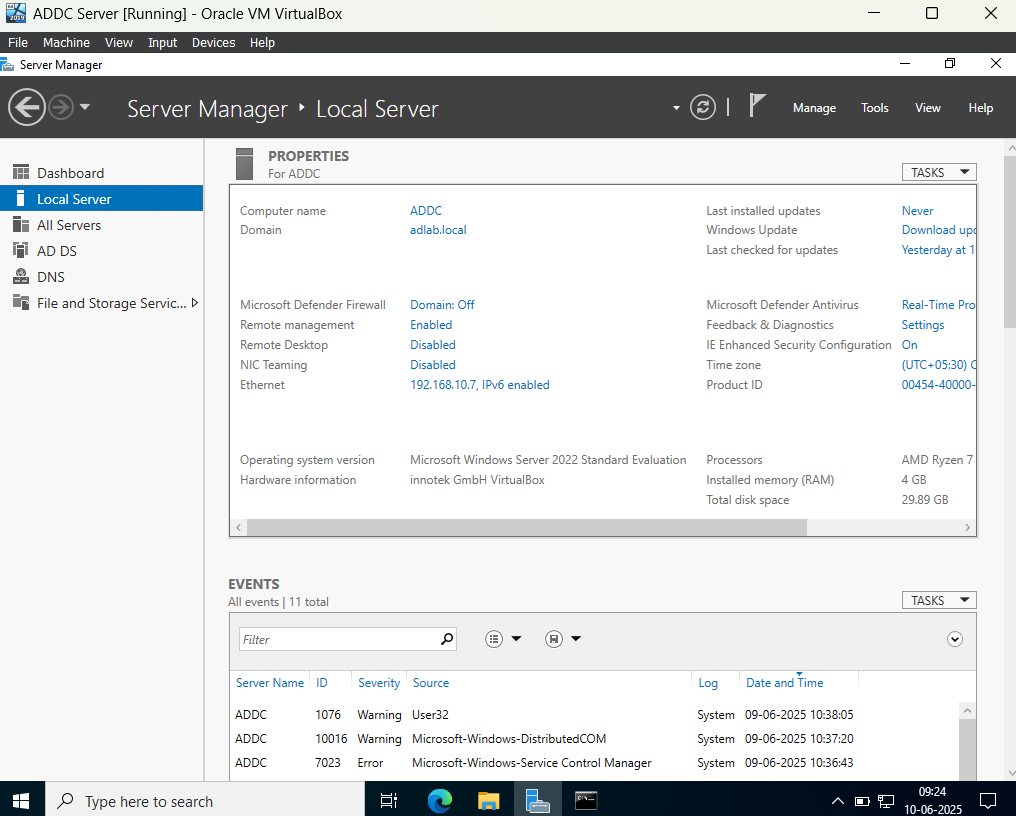 ADDC Server [Running] - Oracle VM VirtualBox
File Machine View Input Devices Help
Server Manager
Server Manager Local Server
Manage Tools View Help
Dashboard
Local Server
All Servers
AD DS
DNS
File and Storage Servic...
PROPERTIES
For ADDC
TASKS
Computer name ADDC Last installed updates Never
Domain adlab.local Windows Update Download upd
Last checked for updates Yesterday at 1
Microsoft Defender Firewall Domain: Off Microsoft Defender Antivirus Real-Time Pro
Remote management Enabled Feedback & Diagnostics Settings
Remote Desktop Disabled IE Enhanced Security Configuration On
NIC Teaming Disabled Time zone (UTC+05:30) C
Ethernet 192.168.10.7, IPv6 enabled Product ID 00454-40000-
Operating system version Microsoft Windows Server 2022 Standard Evaluation Processors AMD Ryzen 7
Hardware information innotek GmbH VirtualBox Installed memory (RAM) 4 GB
Total disk space 29.89 GB
EVENTS
All events | 11 total
TASKS
Filter
Server Name ID Severity Source Log Date and Time
ADDC 1076 Warning User32 System 09-06-2025 10:38:05
ADDC 10016 Warning Microsoft-Windows-DistributedCOM System 09-06-2025 10:37:20
ADDC 7023 Error Microsoft-Windows-Service Control Manager System 09-06-2025 10:36:43
Type here to search
09:24
10-06-2025